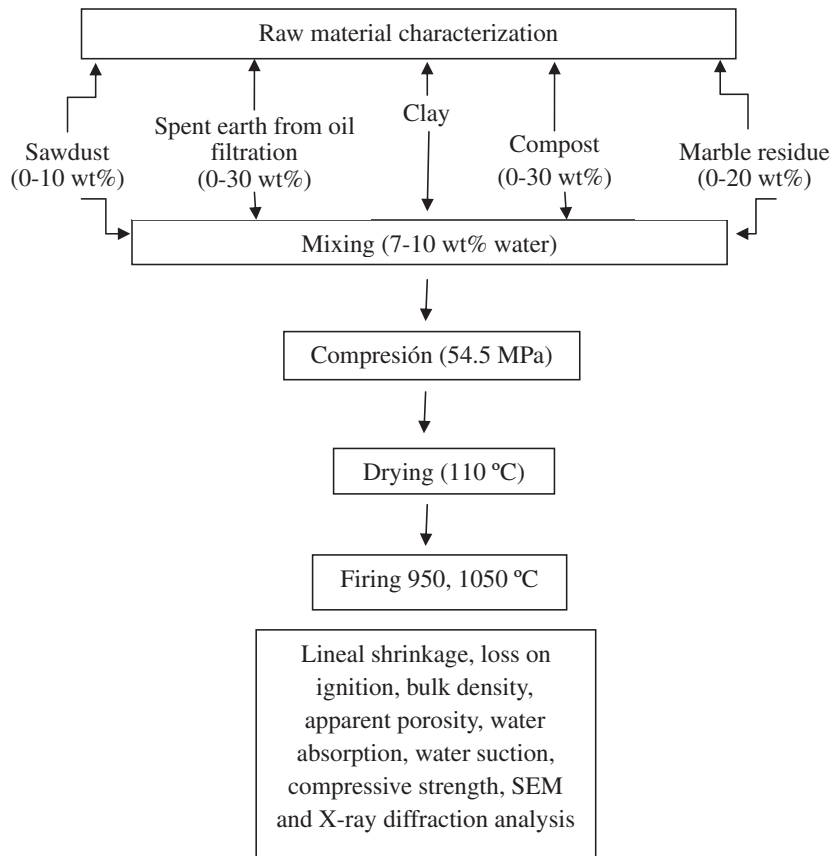 Raw material characterization
Sawdust
(0-10 wt%)
Spent earth from oil
filtration
(0-30 wt%)
Clay
Compost
(0-30 wt%)
Marble residue
(0-20 wt%)
Mixing (7-10 wt% water)
Compresión (54.5 MPa)
Drying (110 ºC)
Firing 950, 1050 ºC
Lineal shrinkage, loss on
ignition, bulk density,
apparent porosity, water
absorption, water suction,
compressive strength, SEM
and X-ray diffraction analysis